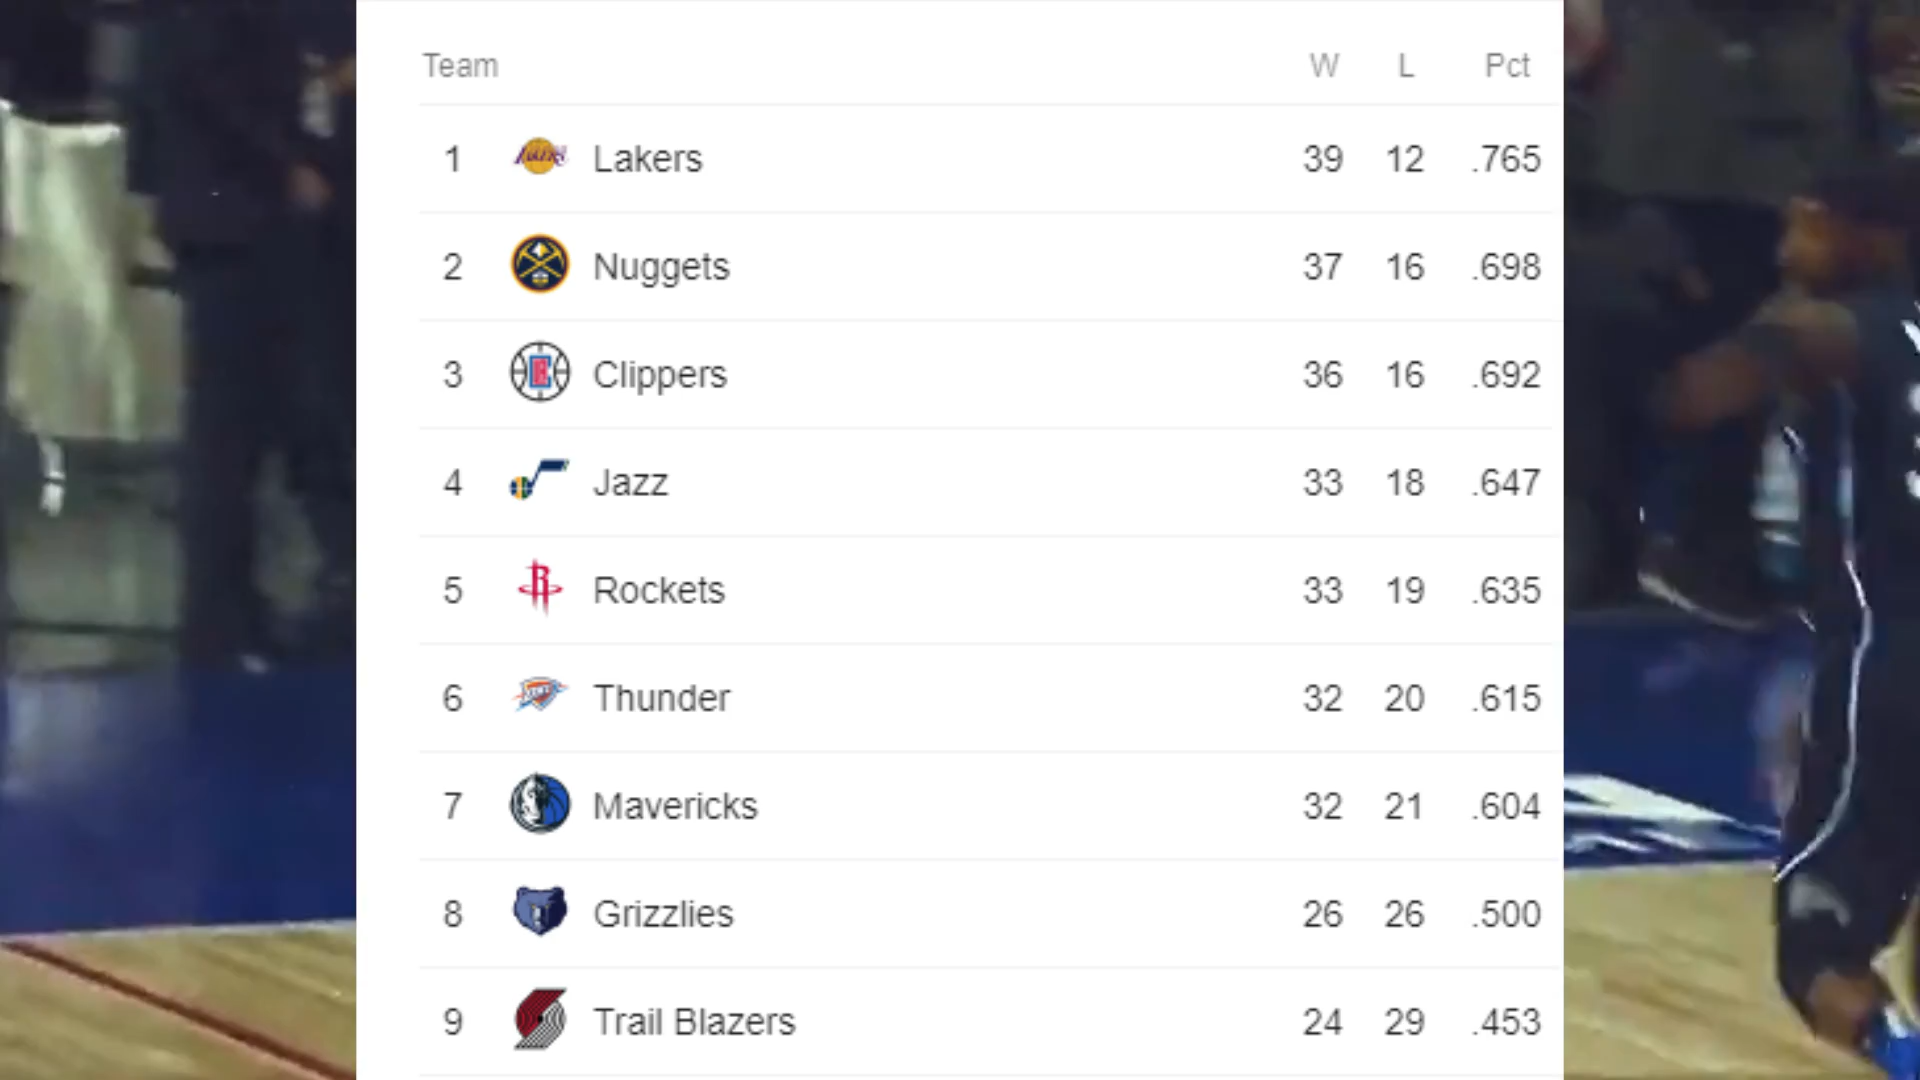 Team W L Pct
1 Lakers 39 12 .765
2 Nuggets 37 16 .698
3 Clippers 36 16 .692
4 Jazz 33 18 .647
5 Rockets 33 19 .635
6 Thunder 32 20 .615
7 Mavericks 32 21 .604
8 Grizzlies 26 26 .500
9 Trail Blazers 24 29 .453